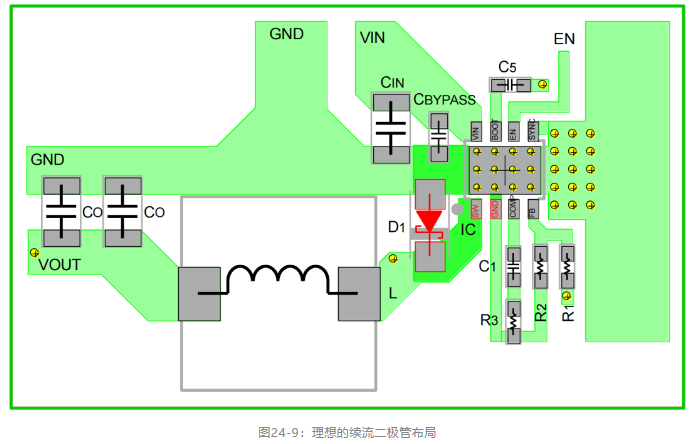 GND
VIN
EN
C5
CIN
CBYPASS
VIN
BOOT
EN
SYNC
GND
CO
CO
D1
IC
SW
GND
COMP
FB
VOUT
L
C1
R3
R2
R1
图24-9：理想的续流二极管布局